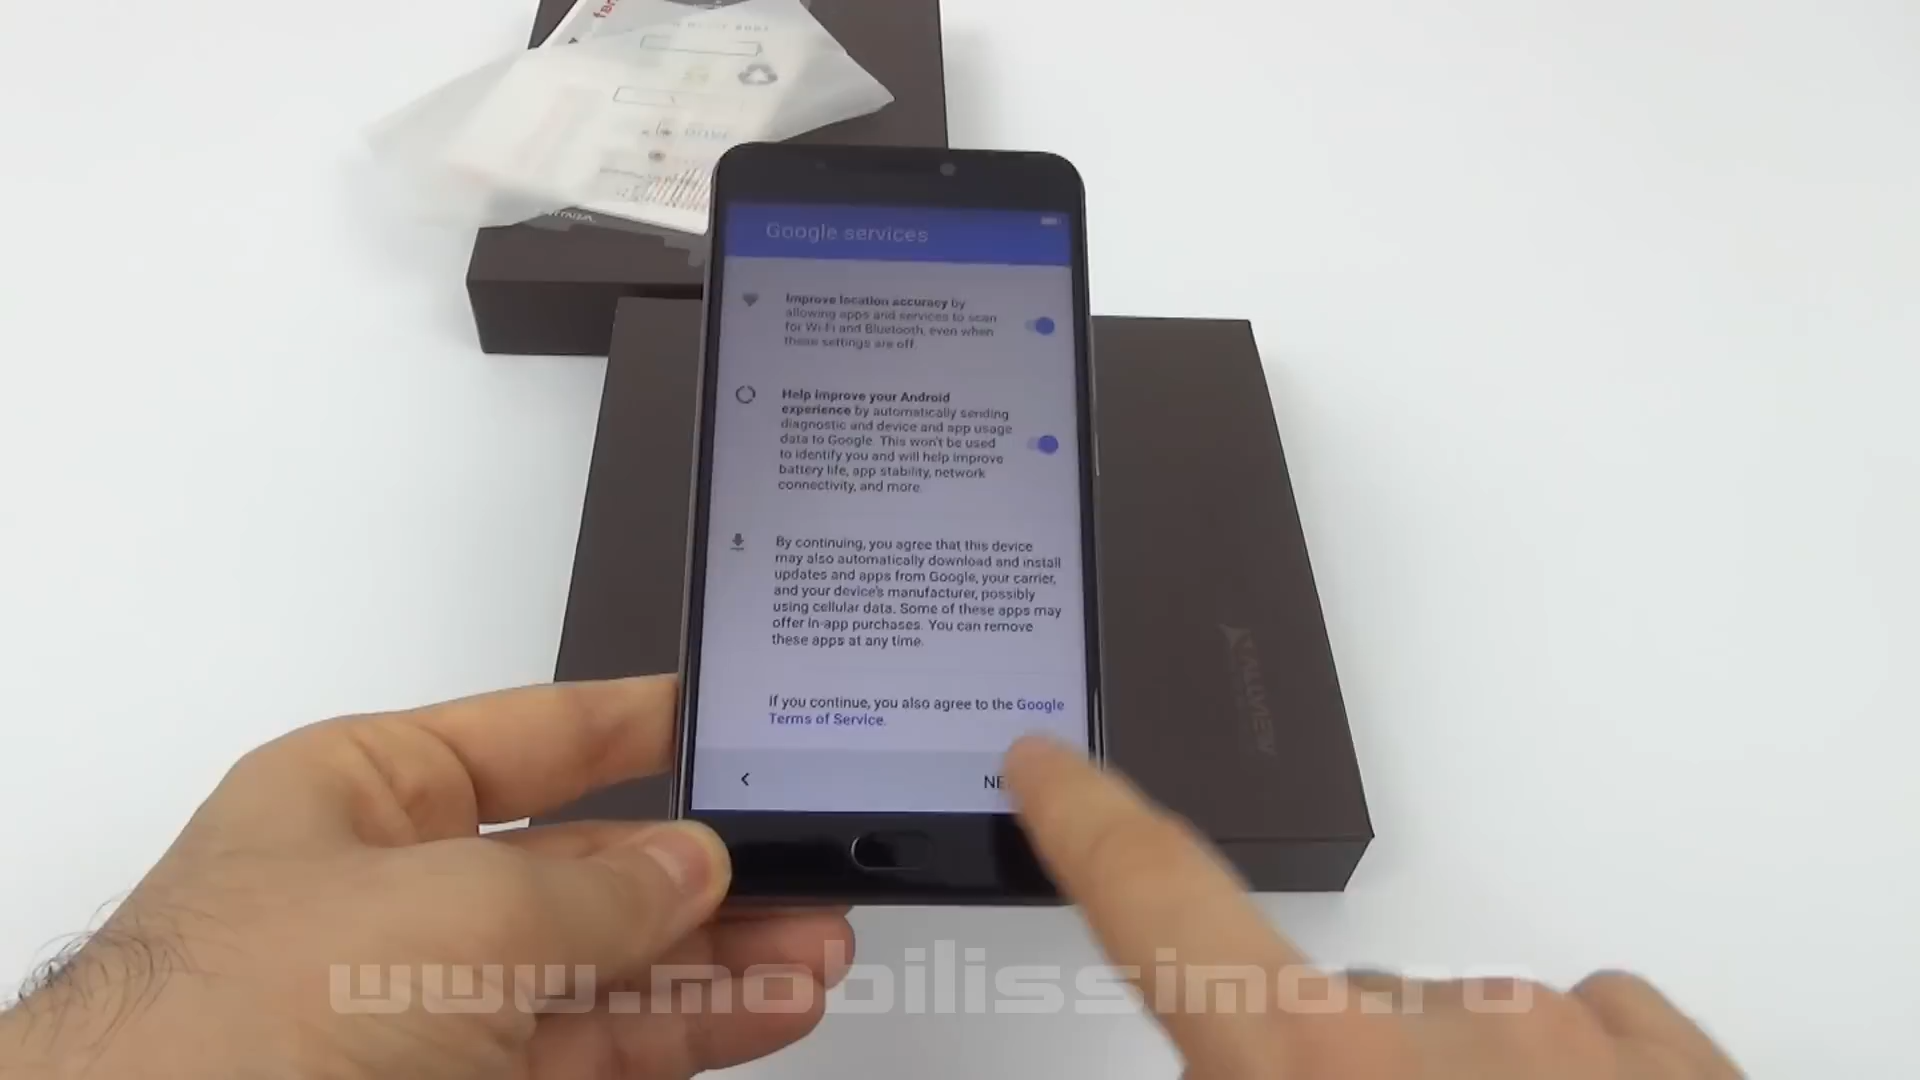 Google services
Improve location accuracy by
allowing apps and services to scan
for Wi-Fi and Bluetooth, even when
these settings are off.
Help improve your Android
experience by automatically sending
diagnostic and device and app usage
data to Google. This won't be used
to identify you and will help improve
battery life, app stability, network
connectivity, and more.
By continuing, you agree that this device
may also automatically download and install
updates and apps from Google, your carrier,
and your device's manufacturer, possibly
using cellular data. Some of these apps may
offer in-app purchases. You can remove
these apps at any time.
If you continue, you also agree to the Google
Terms of Service.
ALLVIEW
www.mobilissimo.ro